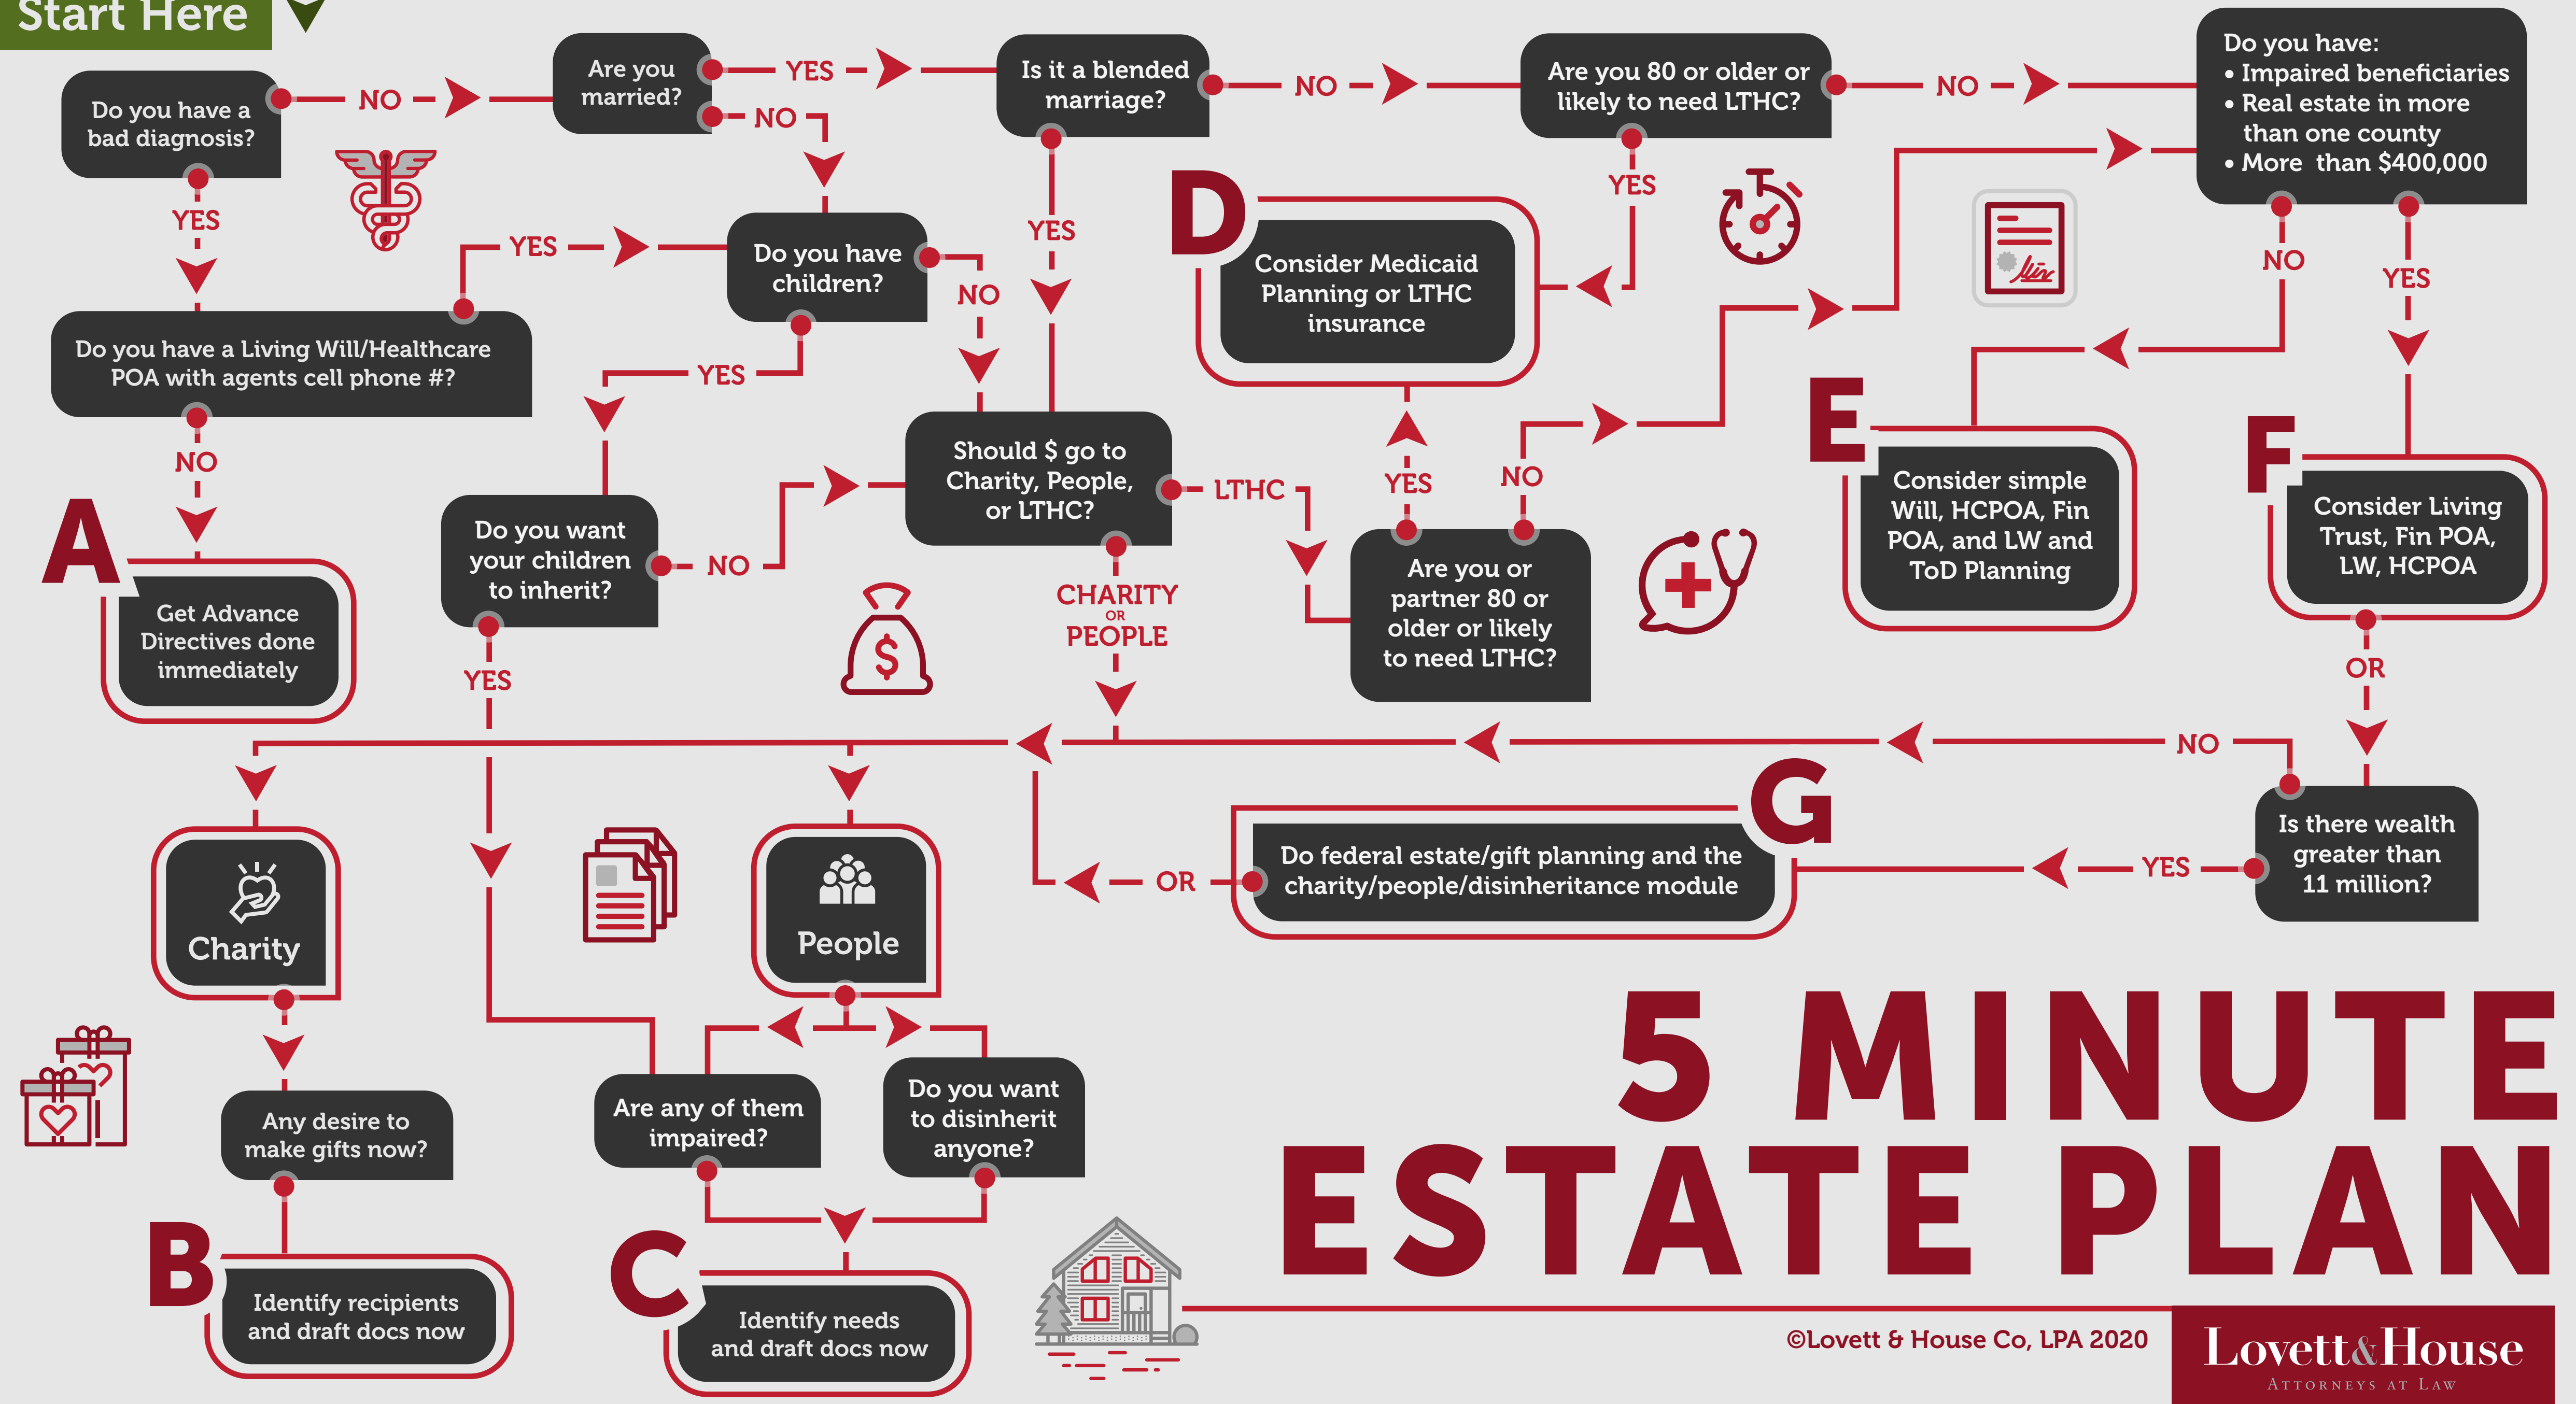 Start Here
Do you have a
bad diagnosis?
NO
YES
Are you
married?
YES
NO
Is it a blended
marriage?
NO
YES
Are you 80 or older or
likely to need LTHC?
NO
YES
Do you have:
• Impaired beneficiaries
• Real estate in more
than one county
• More than $400,000
NO
YES
Do you have a Living Will/Healthcare
POA with agents cell phone #?
YES
NO
Do you have
children?
NO
YES
D
Consider Medicaid
Planning or LTHC
insurance
A
Get Advance
Directives done
immediately
Do you want
your children
to inherit?
NO
YES
Should $ go to
Charity, People,
or LTHC?
LTHC
CHARITY
OR
PEOPLE
$
Are you or
partner 80 or
older or likely
to need LTHC?
YES
NO
E
Consider simple
Will, HCPOA, Fin
POA, and LW and
ToD Planning
F
Consider Living
Trust, Fin POA,
LW, HCPOA
OR
Is there wealth
greater than
11 million?
NO
YES
G
Do federal estate/gift planning and the
charity/people/disinheritance module
OR
Charity
People
Any desire to
make gifts now?
Are any of them
impaired?
Do you want
to disinherit
anyone?
B
Identify recipients
and draft docs now
C
Identify needs
and draft docs now
5 MINUTE
ESTATE PLAN
©Lovett & House Co, LPA 2020
Lovett&House
ATTORNEYS AT LAW